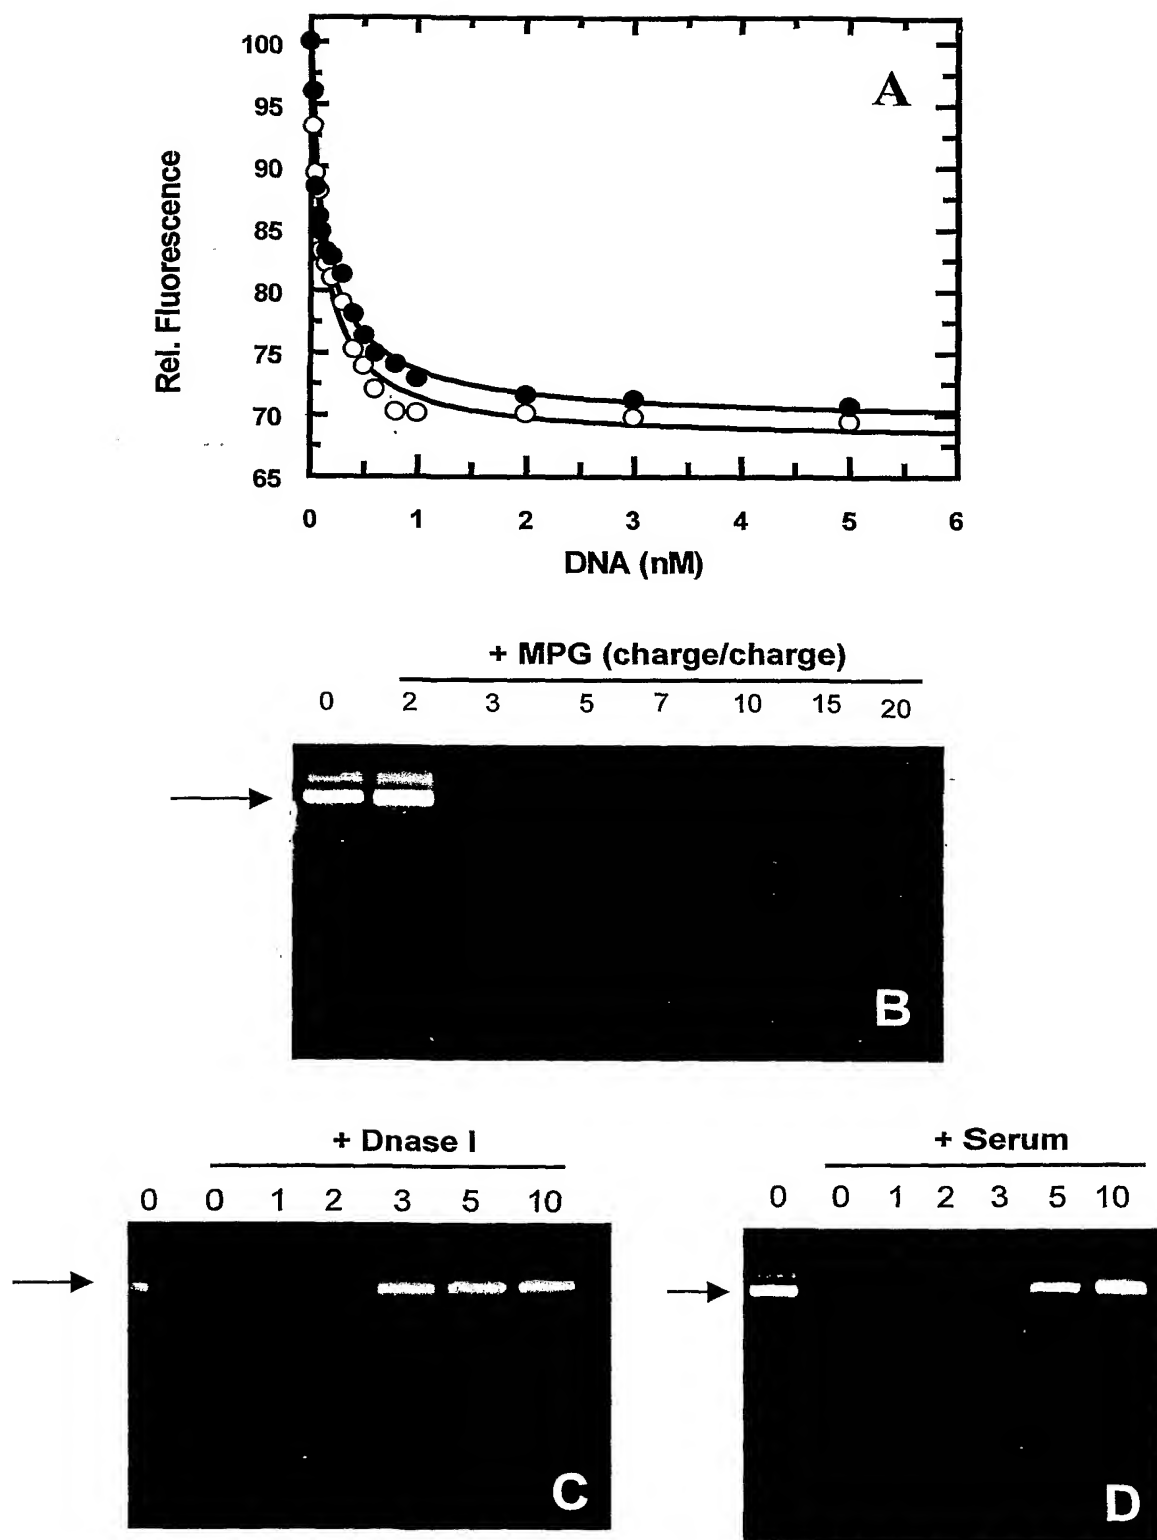 100
A
95
90
85
80
75
70
65
Rel. Fluorescence
0 1 2 3 4 5 6
DNA (nM)
+ MPG (charge/charge)
0 2 3 5 7 10 15 20
B
+ Dnase I
0 0 1 2 3 5 10
C
+ Serum
0 0 1 2 3 5 10
D